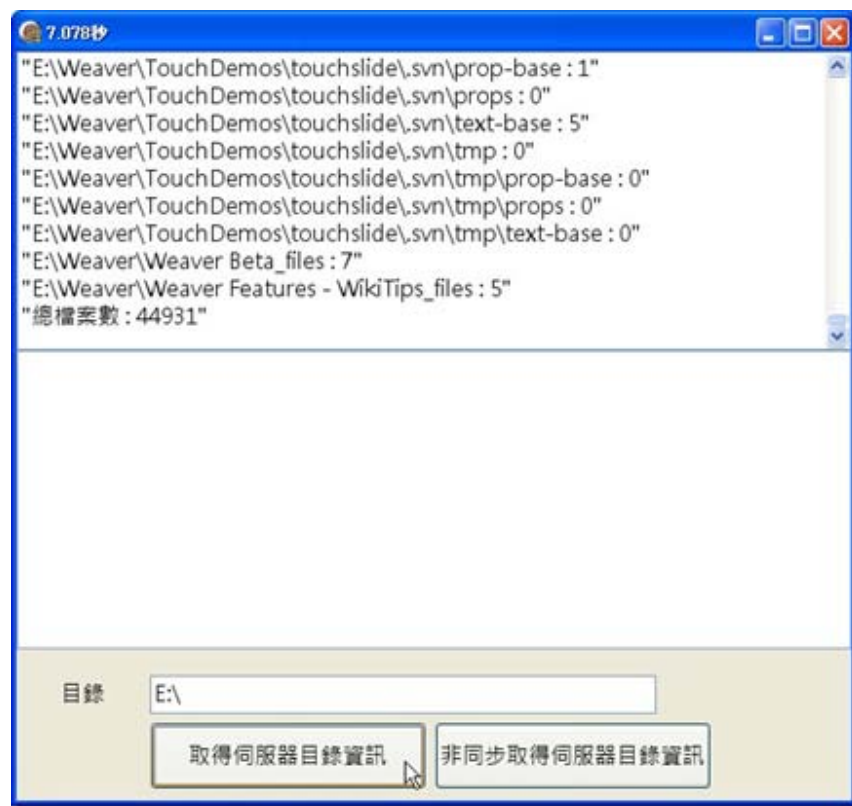 7.078秒
"E:\Weaver\TouchDemos\touchslide\.svn\prop-base : 1"
"E:\Weaver\TouchDemos\touchslide\.svn\props : 0"
"E:\Weaver\TouchDemos\touchslide\.svn\text-base : 5"
"E:\Weaver\TouchDemos\touchslide\.svn\tmp : 0"
"E:\Weaver\TouchDemos\touchslide\.svn\tmp\prop-base : 0"
"E:\Weaver\TouchDemos\touchslide\.svn\tmp\props : 0"
"E:\Weaver\TouchDemos\touchslide\.svn\tmp\text-base : 0"
"E:\Weaver\Weaver Beta_files : 7"
"E:\Weaver\Weaver Features - WikiTips_files : 5"
"總檔案數 : 44931"
目錄 E:\
取得伺服器目錄資訊 非同步取得伺服器目錄資訊